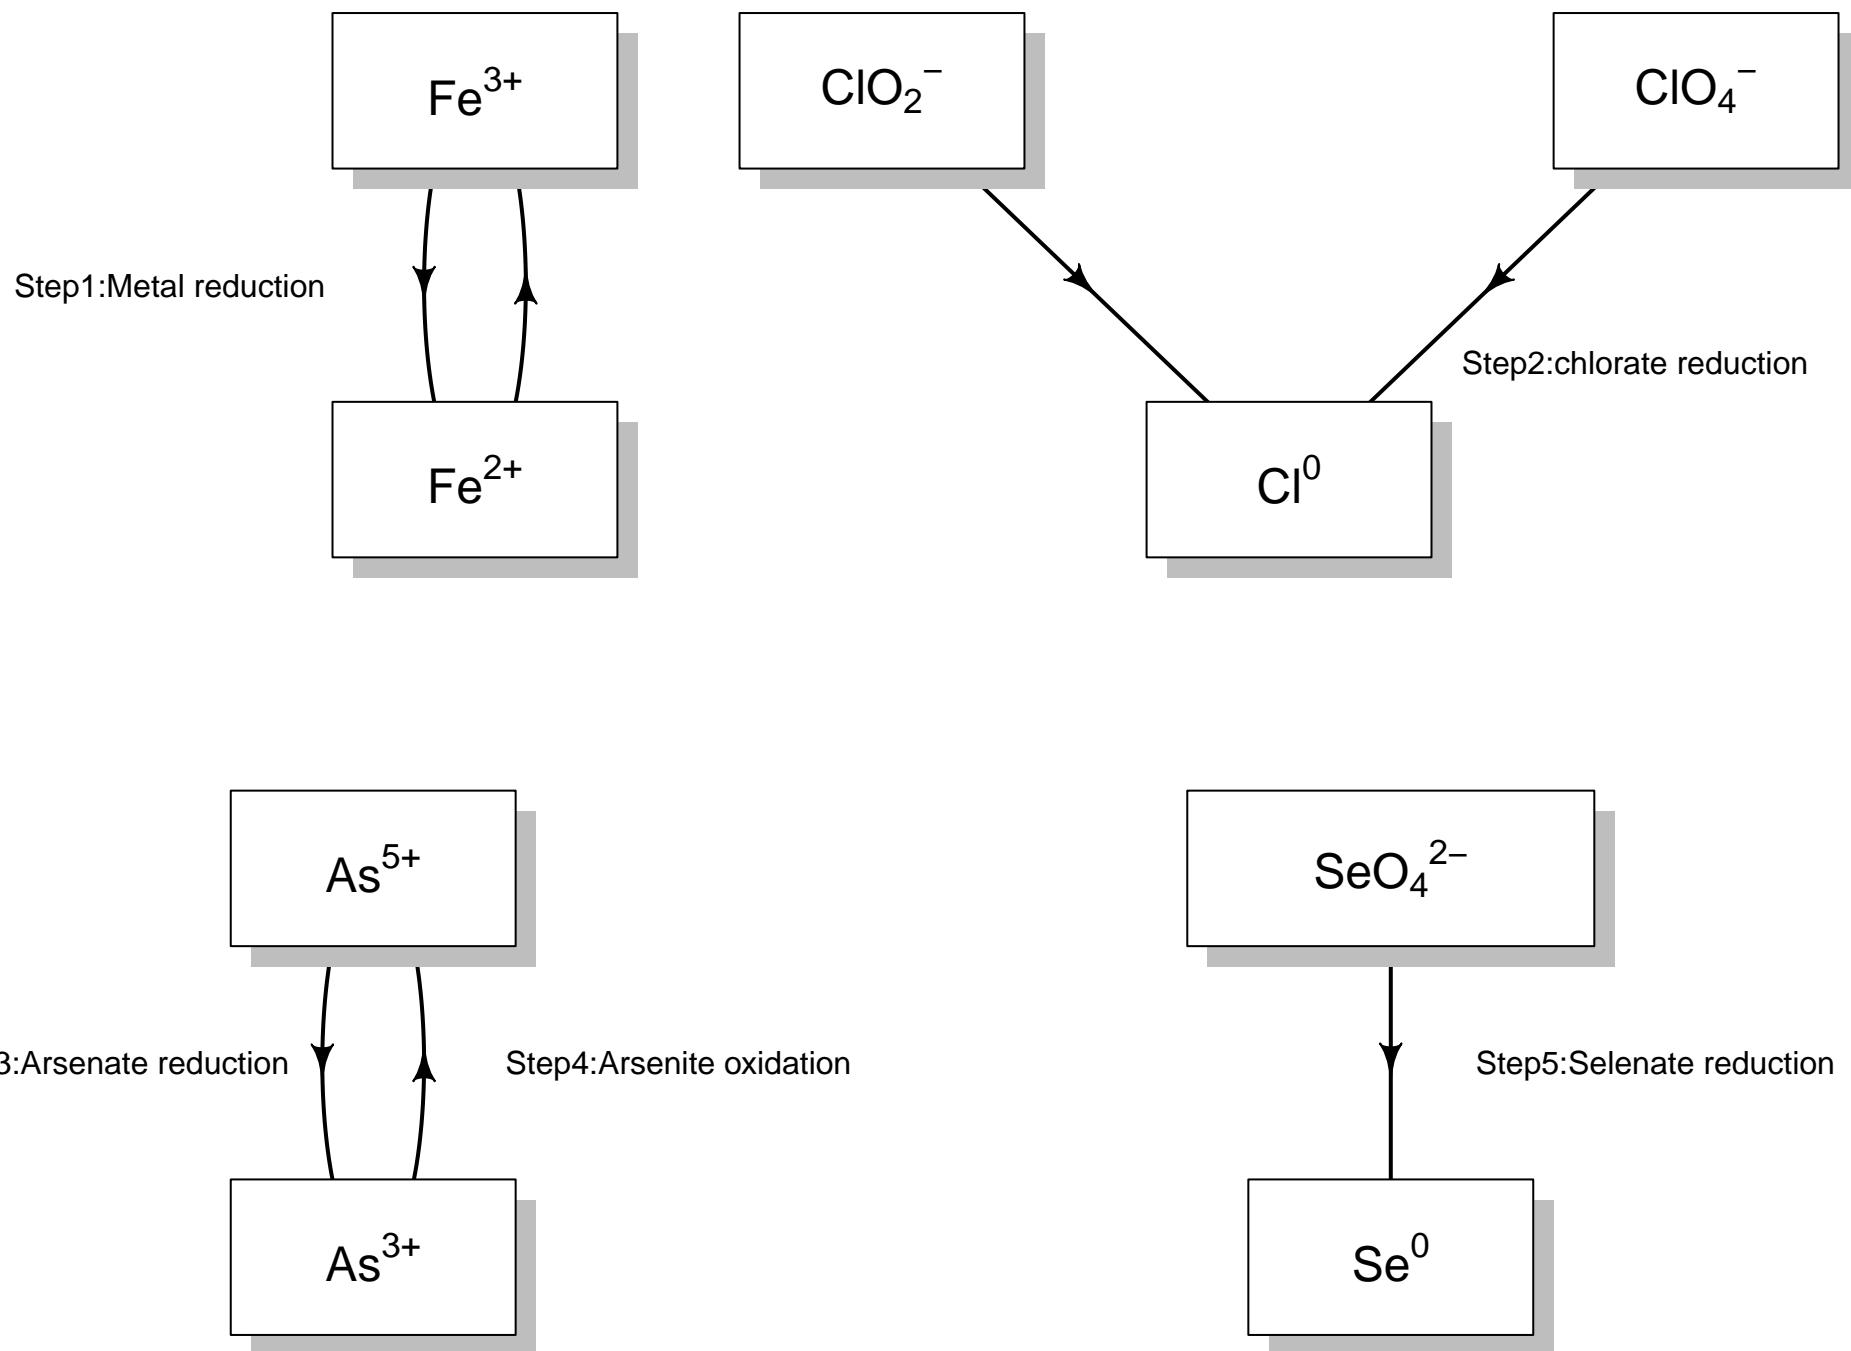 Fe³⁺
ClO₂⁻
ClO₄⁻
Step1:Metal reduction
Step2:chlorate reduction
Fe²⁺
Cl⁰
As⁵⁺
SeO₄²⁻
3:Arsenate reduction
Step4:Arsenite oxidation
Step5:Selenate reduction
As³⁺
Se⁰